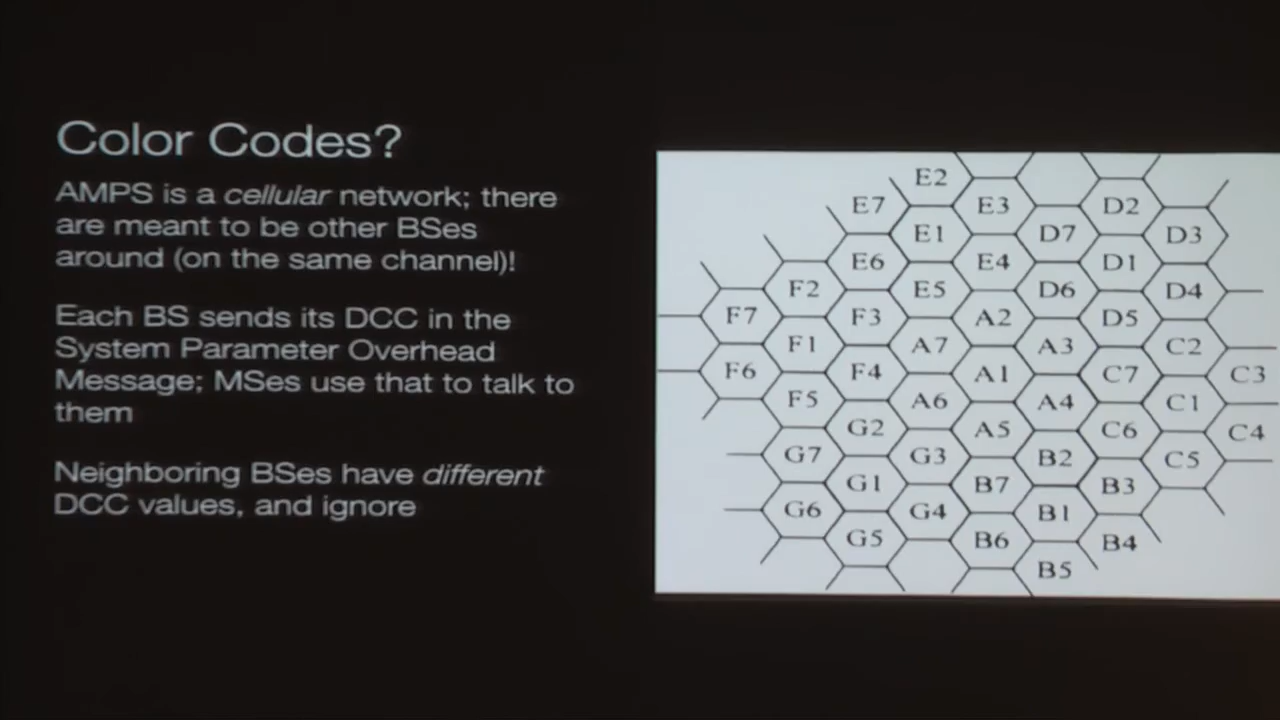 Color Codes?
AMPS is a cellular network; there
are meant to be other BSes
around (on the same channel)!
Each BS sends its DCC in the
System Parameter Overhead
Message; MSes use that to talk to
them
Neighboring BSes have different
DCC values, and ignore
E2
E7 E3 D2
E1 D7 D3
E6 E4 D1
F2 E5 D6 D4
F7 F3 A2 D5
F1 A7 A3 C2
F6 F4 A1 C7 C3
F5 A6 A4 C1
G2 A5 C6 C4
G7 G3 B2 C5
G1 B7 B3
G6 G4 B1
G5 B6 B4
B5